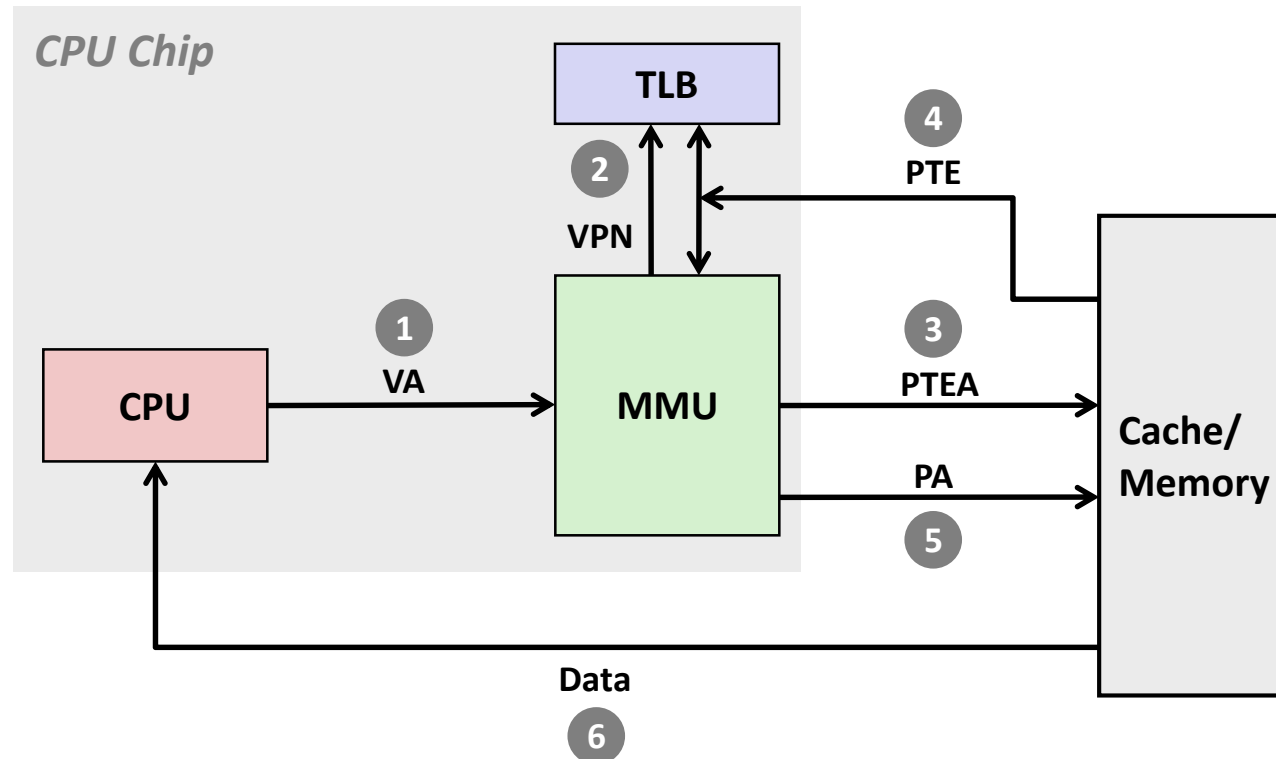 CPU Chip
TLB
4
PTE
2
VPN
1
VA
3
PTEA
CPU
MMU
Cache/
Memory
PA
5
Data
6